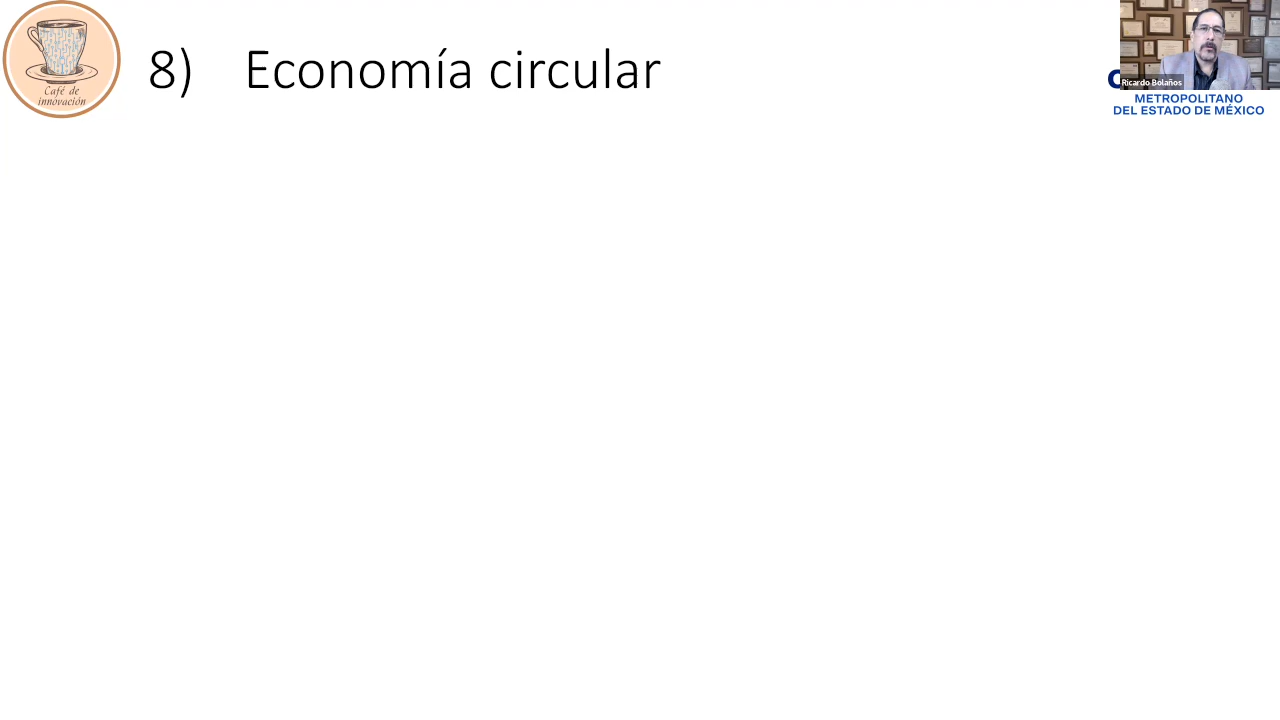 Café de
innovación
8) Economía circular
Ricardo Bolaños
METROPOLITANO
DEL ESTADO DE MÉXICO